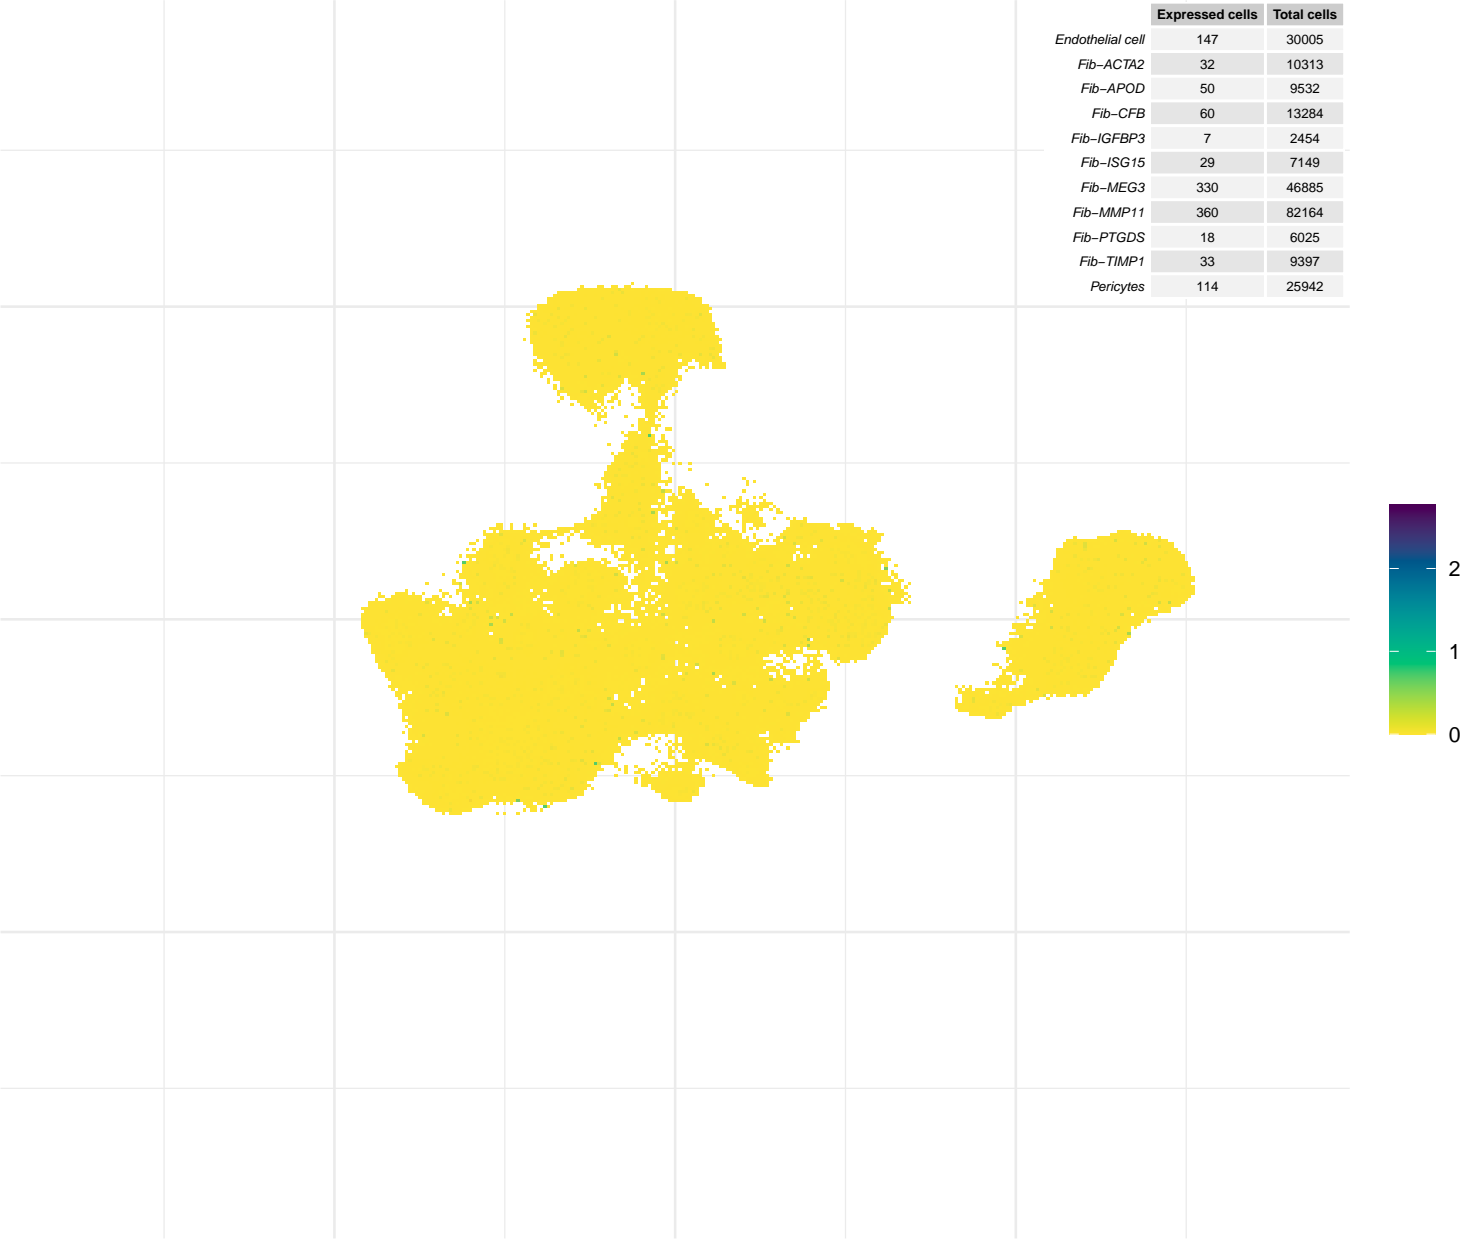 Expressed cells Total cells
Endothelial cell 147 30005
Fib−ACTA2 32 10313
Fib−APOD 50 9532
Fib−CFB 60 13284
Fib−IGFBP3 7 2454
Fib−ISG15 29 7149
Fib−MEG3 330 46885
Fib−MMP11 360 82164
Fib−PTGDS 18 6025
Fib−TIMP1 33 9397
Pericytes 114 25942
2
1
0